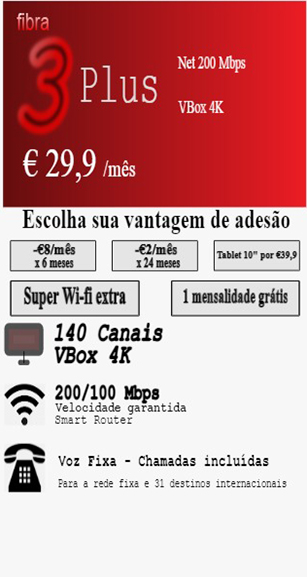 fibra
3 Plus
Net 200 Mbps
VBox 4K
€ 29,9 /mês
Escolha sua vantagem de adesão
-€8/mês
x 6 meses
-€2/mês
x 24 meses
Tablet 10" por €39,9
Super Wi-fi extra
1 mensalidade grátis
140 Canais
VBox 4K
200/100 Mbps
Velocidade garantida
Smart Router
Voz Fixa - Chamadas incluídas
Para a rede fixa e 31 destinos internacionais